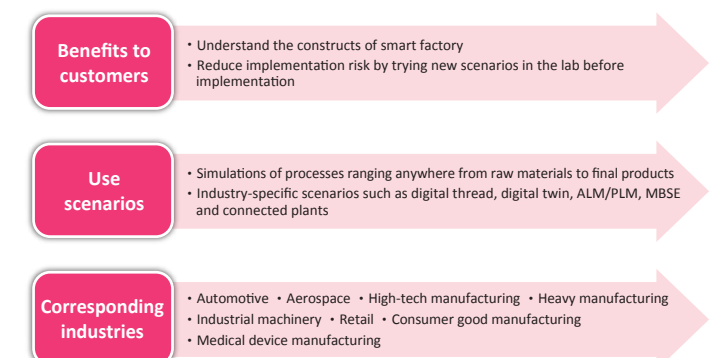 Benefits to
customers
・Understand the constructs of smart factory
・Reduce implementation risk by trying new scenarios in the lab before
implementation
Use
scenarios
・Simulations of processes ranging anywhere from raw materials to final products
・Industry-specific scenarios such as digital thread, digital twin, ALM/PLM, MBSE
and connected plants
Corresponding
industries
・Automotive ・Aerospace ・High-tech manufacturing ・Heavy manufacturing
・Industrial machinery ・Retail ・Consumer good manufacturing
・Medical device manufacturing